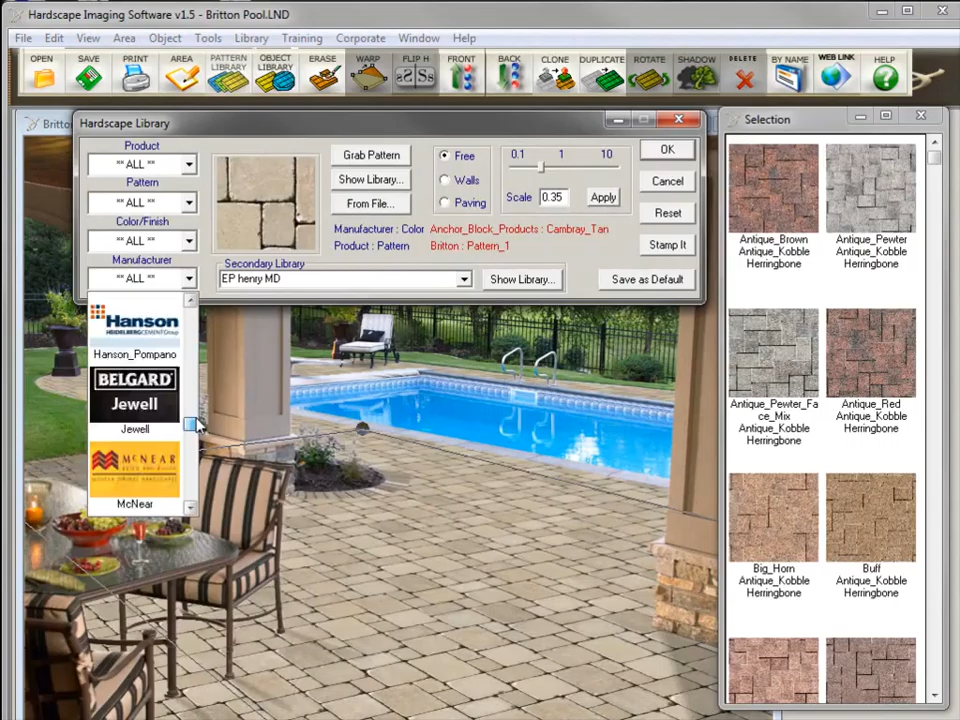 Hardscape Imaging Software v1.5 - Britton Pool.LND
File Edit View Area Object Tools Library Training Corporate Window Help
OPEN SAVE PRINT AREA PATTERN LIBRARY OBJECT LIBRARY ERASE WARP FLIP H FRONT BACK CLONE DUPLICATE ROTATE SHADOW DELETE BY NAME WEB LINK HELP
Hardscape Library
Product
** ALL **
Pattern
** ALL **
Color/Finish
** ALL **
Manufacturer
** ALL **
Grab Pattern
Show Library...
From File...
Free
Walls
Paving
0.1 1 10
Scale 0.35 Apply
OK
Cancel
Reset
Stamp It
Manufacturer : Color Anchor_Block_Products : Cambray_Tan
Product : Pattern Britton : Pattern_1
Secondary Library
EP henry MD
Show Library...
Save as Default
Hanson
HEIDELBERGCEMENTGroup
Hanson_Pompano
BELGARD
Jewell
Jewell
MCNEAR
McNear
Selection
Antique_Brown
Antique_Kobble
Herringbone
Antique_Pewter
Antique_Kobble
Herringbone
Antique_Pewter_Fa
ce_Mix
Antique_Kobble
Herringbone
Antique_Red
Antique_Kobble
Herringbone
Big_Horn
Antique_Kobble
Herringbone
Buff
Antique_Kobble
Herringbone